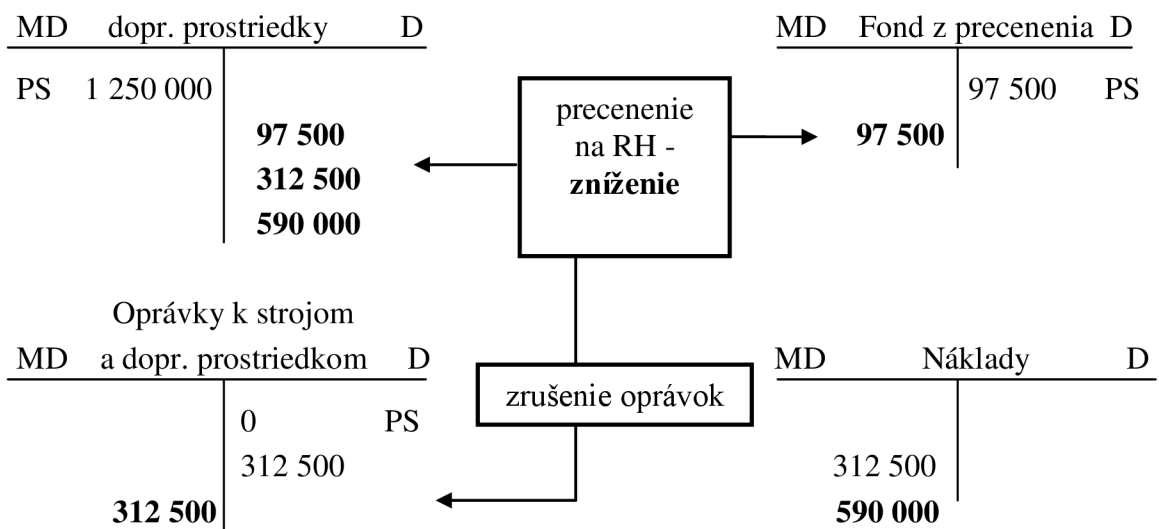 MD dopr. prostriedky D
PS 1 250 000
97 500
312 500
590 000
precenenie
na RH -
zníženie
MD Fond z precenenia D
97 500 PS
97 500
Oprávky k strojom
MD a dopr. prostriedkom D
0 PS
312 500
312 500
zrušenie oprávok
MD Náklady D
312 500
590 000